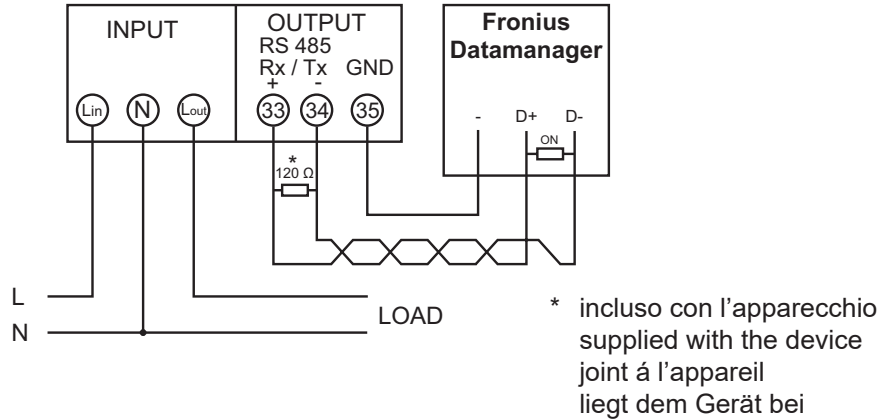 INPUT
OUTPUT
RS 485
Rx / Tx GND
+ -
Lin N Lout 33 34 35
Fronius
Datamanager
- D+ D-
ON
*
120 Ω
L
N
LOAD
* incluso con l’apparecchio
supplied with the device
joint á l’appareil
liegt dem Gerät bei